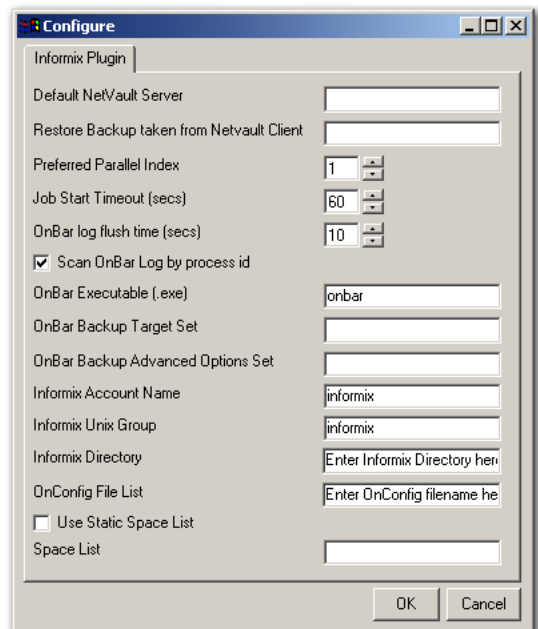 Configure
Informix Plugin
Default NetVault Server
Restore Backup taken from Netvault Client
Preferred Parallel Index 1
Job Start Timeout (secs) 60
OnBar log flush time (secs) 10
Scan OnBar Log by process id
OnBar Executable (.exe) onbar
OnBar Backup Target Set
OnBar Backup Advanced Options Set
Informix Account Name informix
Informix Unix Group informix
Informix Directory Enter Informix Directory her
OnConfig File List Enter OnConfig filename he
Use Static Space List
Space List
OK Cancel